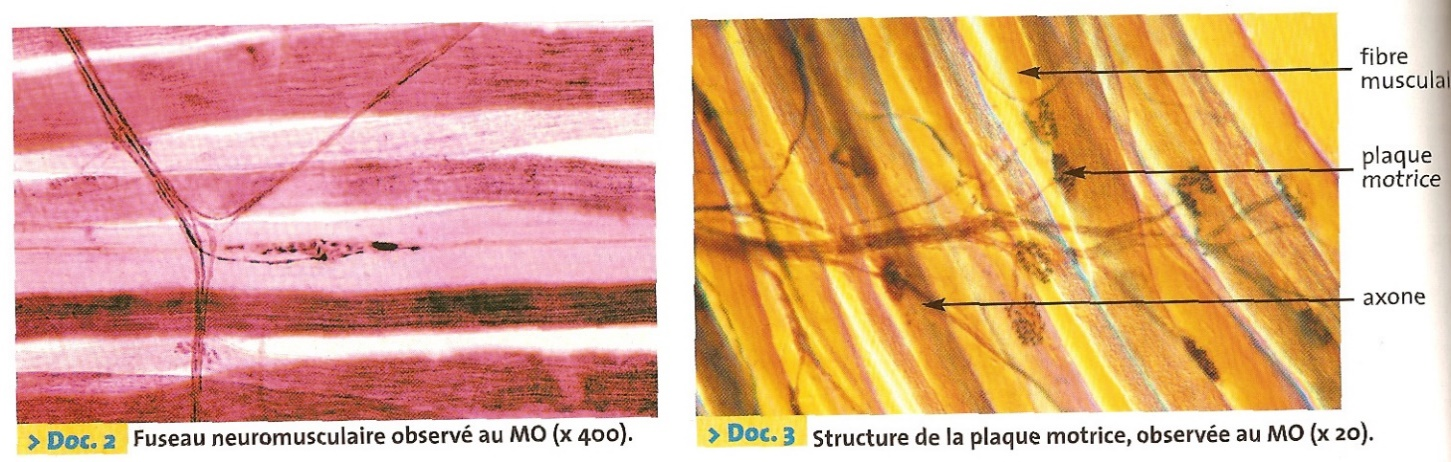 fibre
plaque
motrice
axone
> Doc. 2 Fuseau neuromusculaire observé au MO (x 400).
> Doc. 3 Structure de la plaque motrice, observée au MO (x 20).